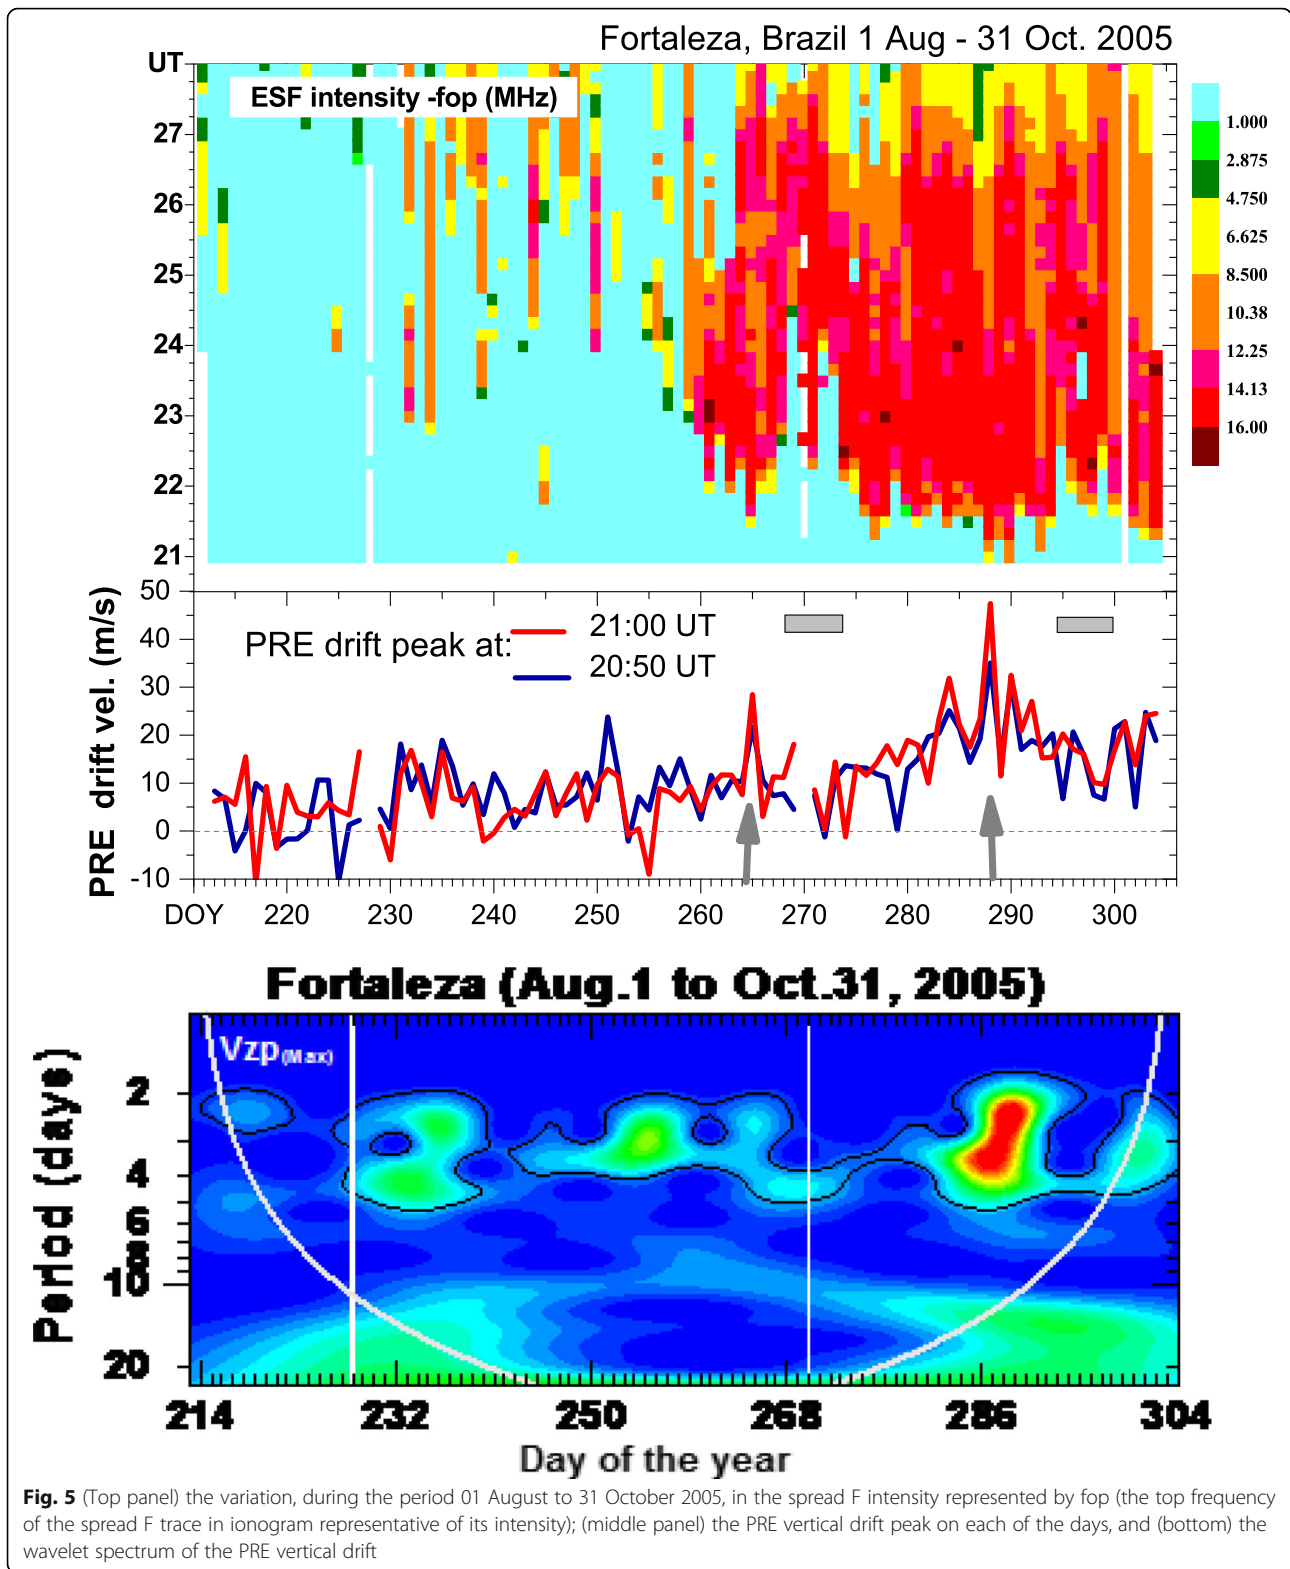 Fortaleza, Brazil 1 Aug - 31 Oct. 2005
UT
ESF intensity -fop (MHz)
27
26
25
24
23
22
21
1.000
2.875
4.750
6.625
8.500
10.38
12.25
14.13
16.00
PRE drift vel. (m/s)
50
40
30
20
10
0
-10
PRE drift peak at:
21:00 UT
20:50 UT
DOY 220 230 240 250 260 270 280 290 300
Fortaleza (Aug.1 to Oct.31, 2005)
Vzp(Max)
Period (days)
2
4
6
8
10
20
214 232 250 268 286 304
Day of the year
Fig. 5 (Top panel) the variation, during the period 01 August to 31 October 2005, in the spread F intensity represented by fop (the top frequency
of the spread F trace in ionogram representative of its intensity); (middle panel) the PRE vertical drift peak on each of the days, and (bottom) the
wavelet spectrum of the PRE vertical drift